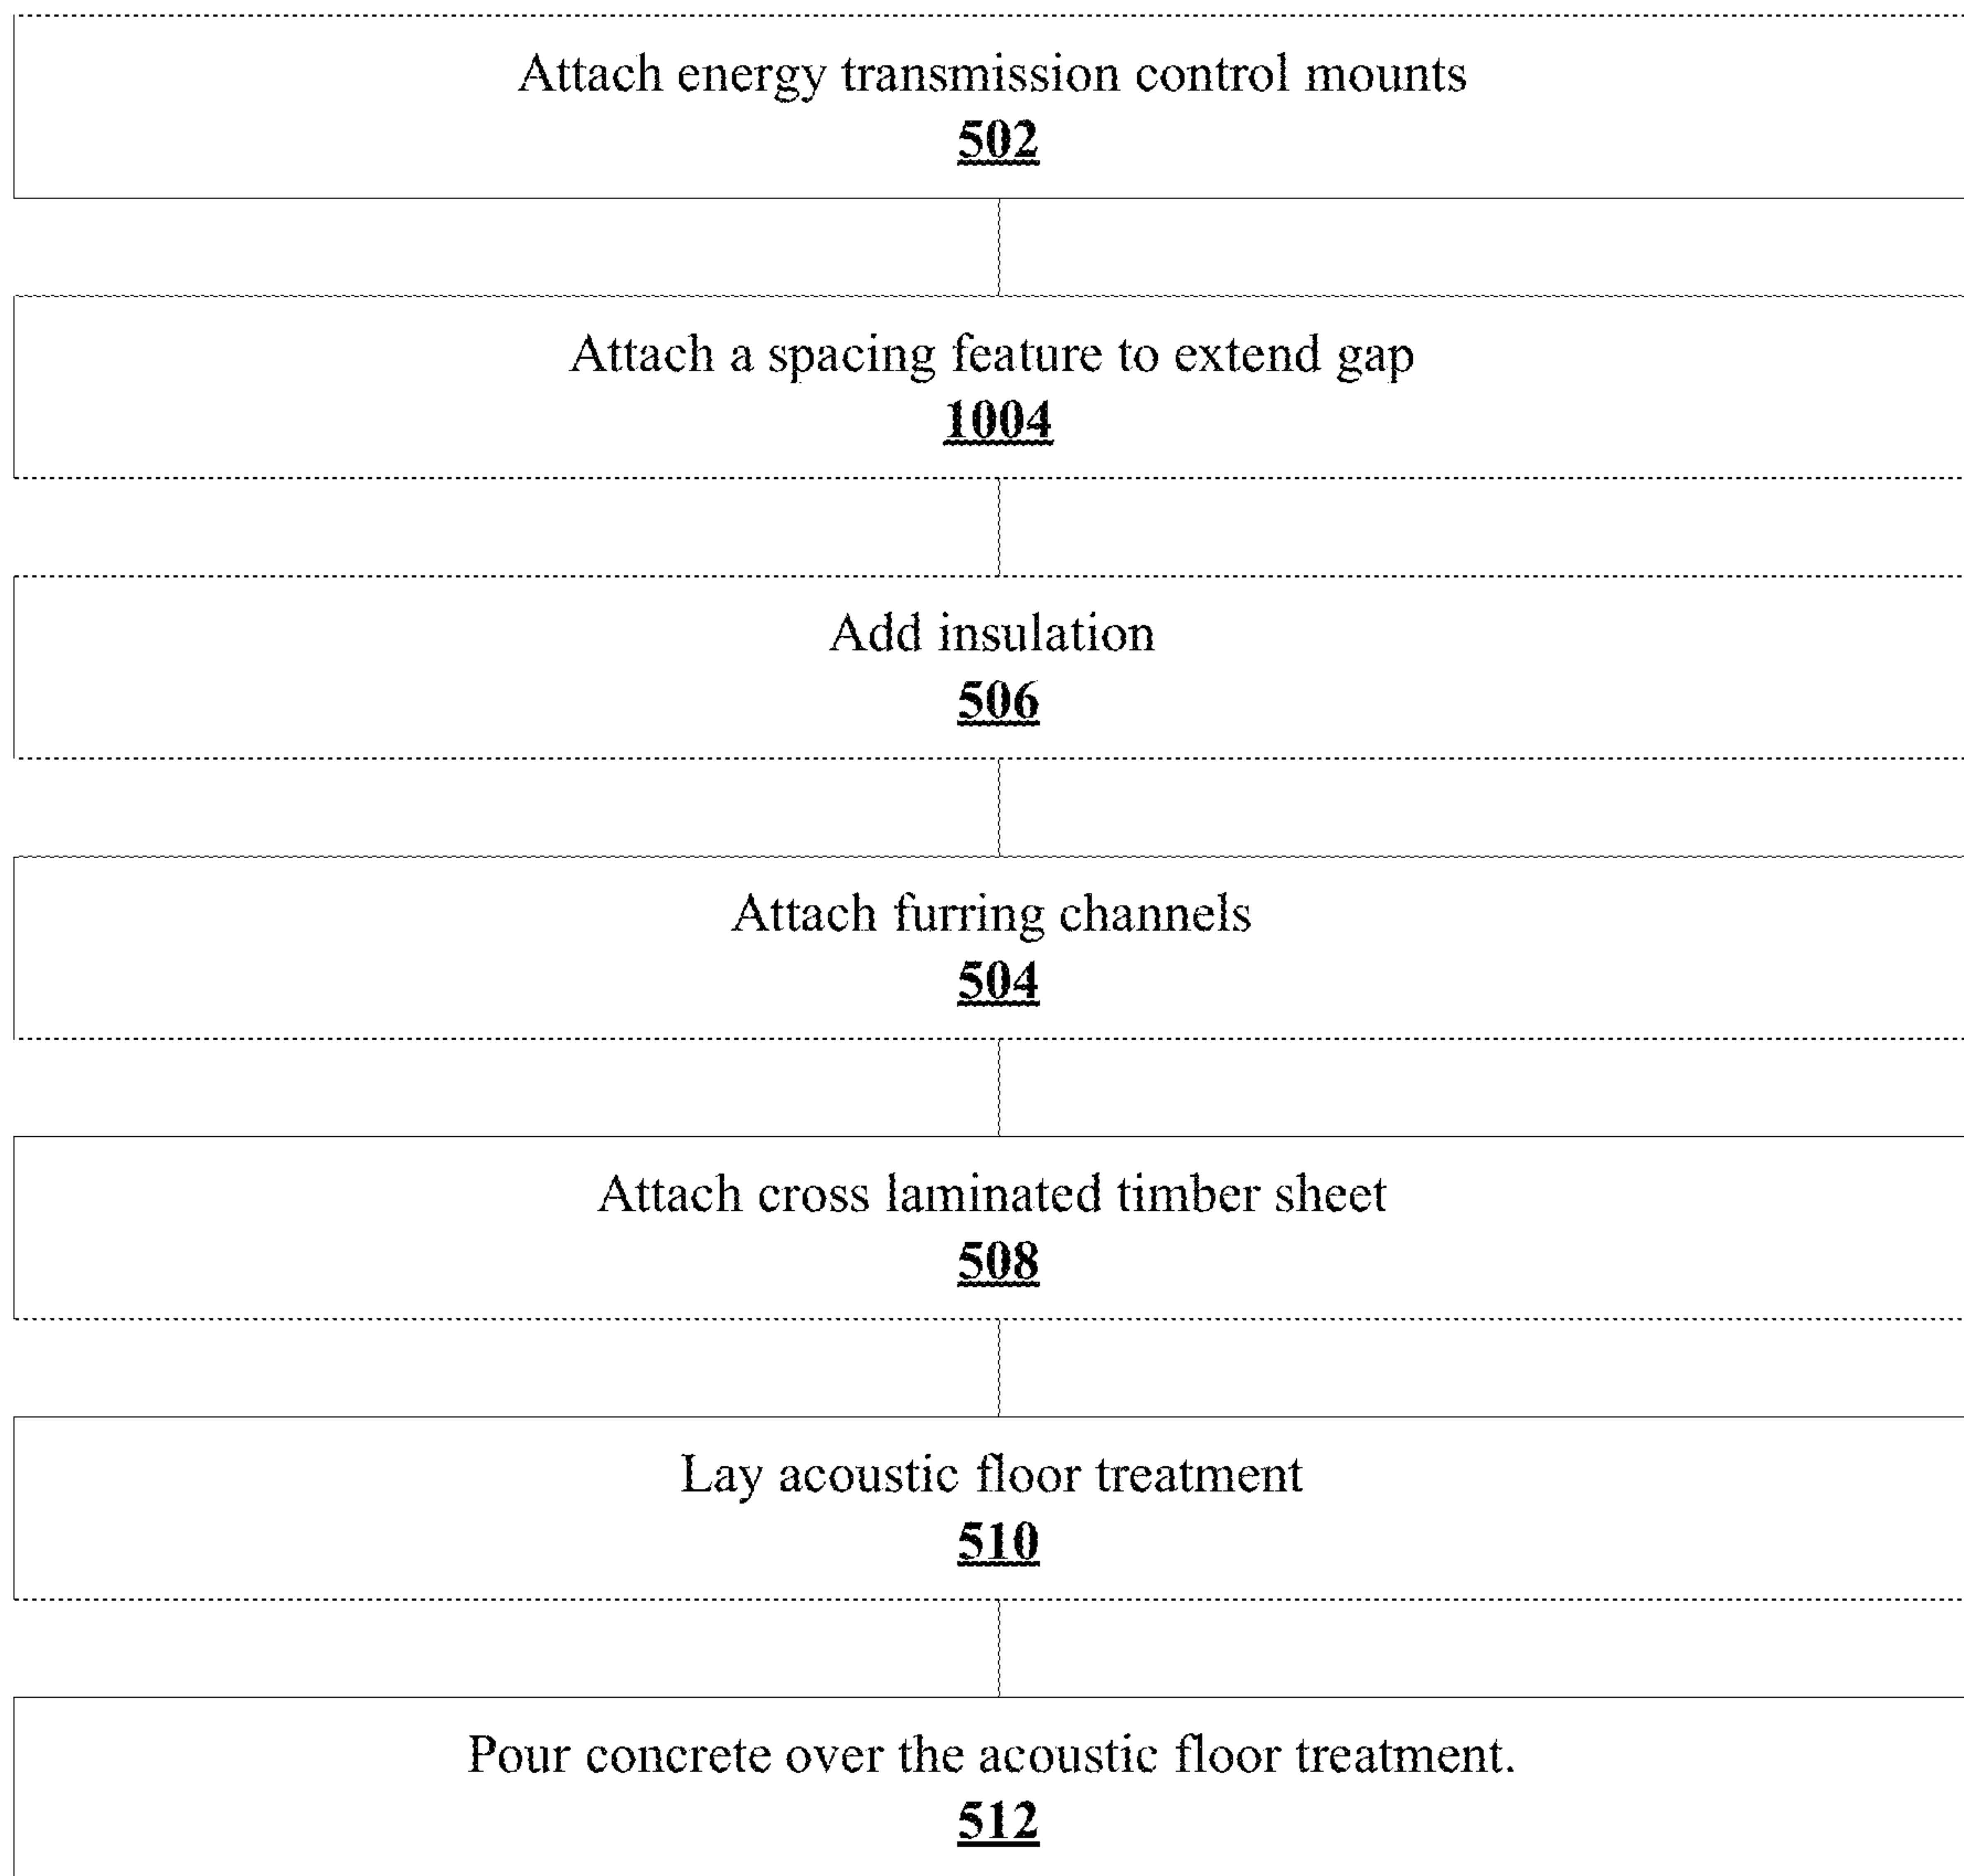 Attach energy transmission control mounts
502
Attach a spacing feature to extend gap
1004
Add insulation
506
Attach furring channels
504
Attach cross laminated timber sheet
508
Lay acoustic floor treatment
510
Pour concrete over the acoustic floor treatment.
512